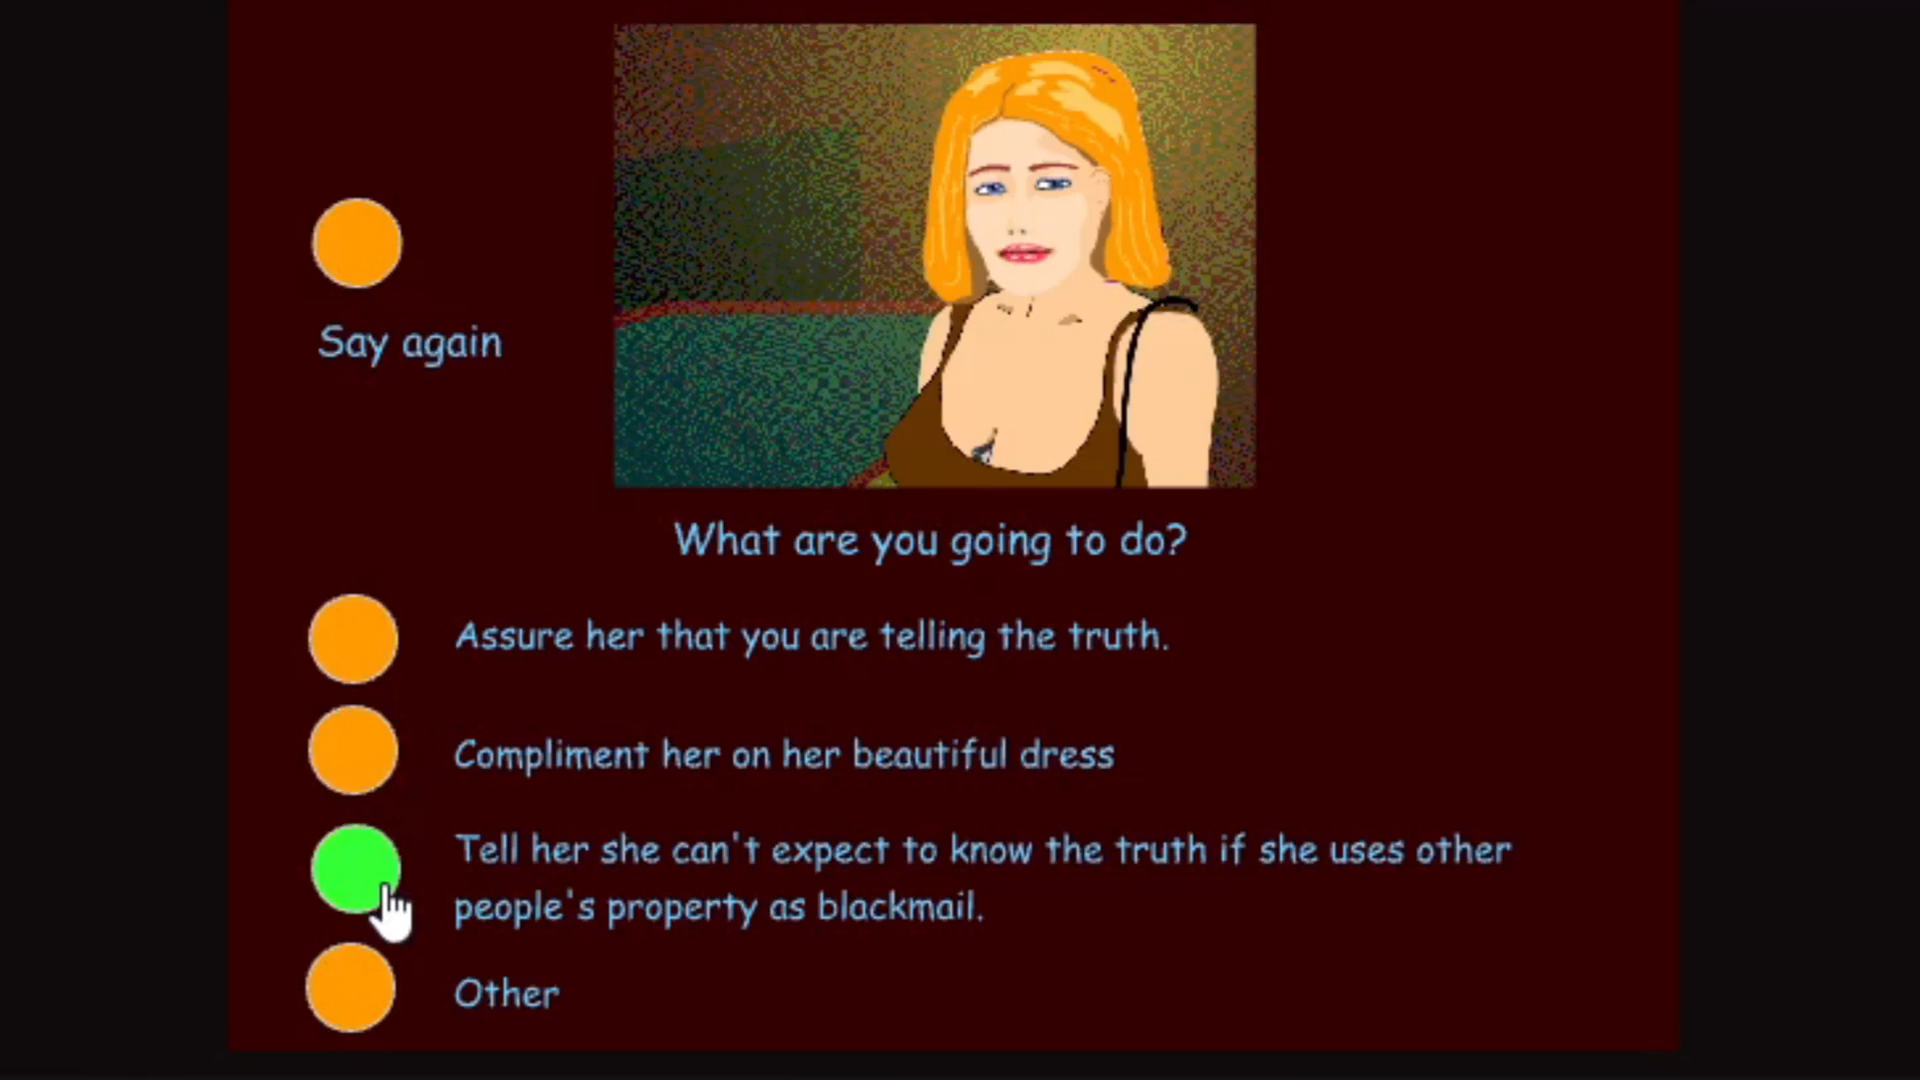 Say again
What are you going to do?
Assure her that you are telling the truth.
Compliment her on her beautiful dress
Tell her she can't expect to know the truth if she uses other
people's property as blackmail.
Other